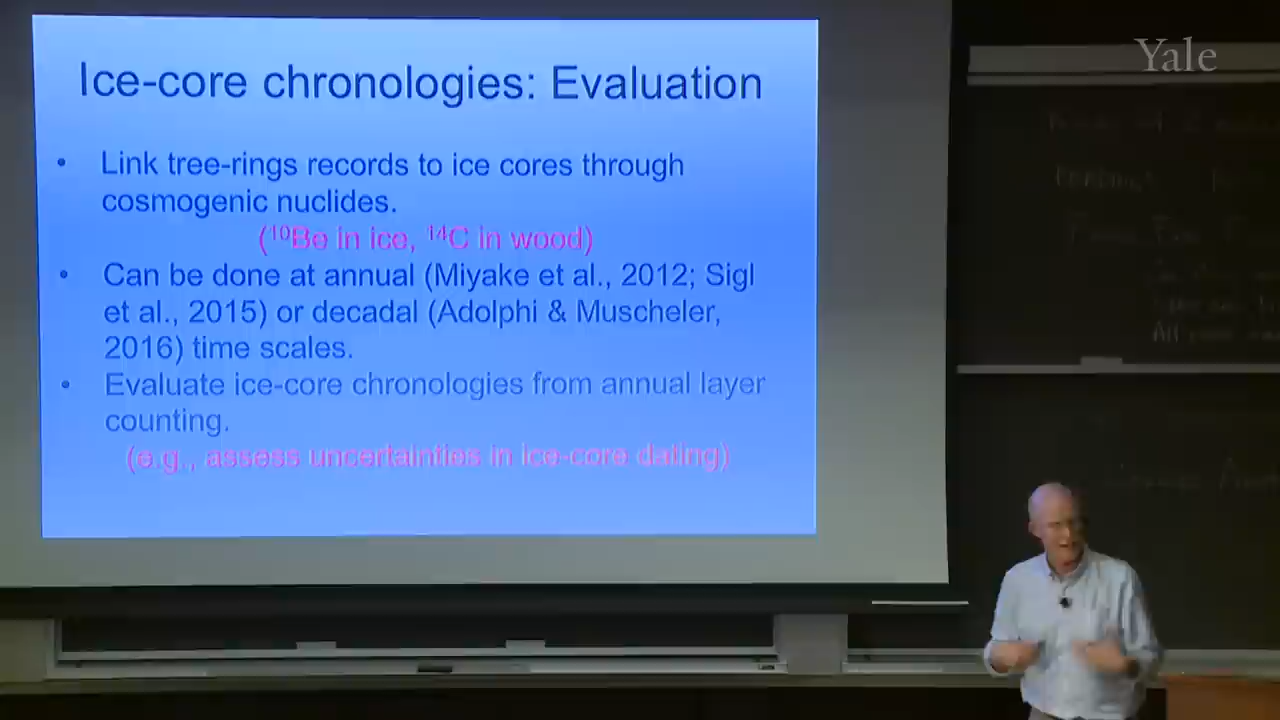 Yale
Ice-core chronologies: Evaluation
• Link tree-rings records to ice cores through
cosmogenic nuclides.
(¹⁰Be in ice, ¹⁴C in wood)
• Can be done at annual (Miyake et al., 2012; Sigl
et al., 2015) or decadal (Adolphi & Muscheler,
2016) time scales.
• Evaluate ice-core chronologies from annual layer
counting.
(e.g., assess uncertainties in ice-core dating)